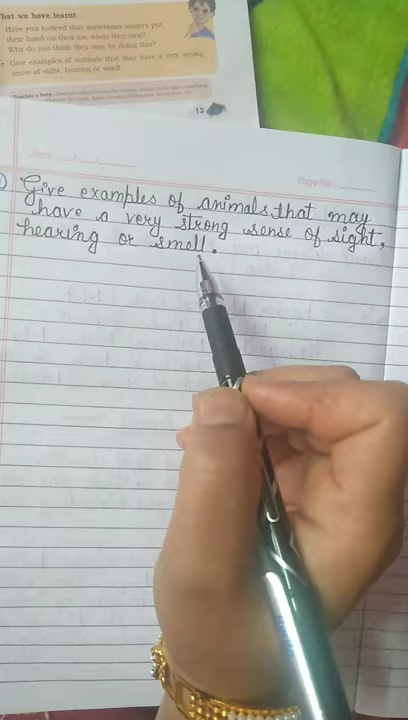 hat we have learnt
Have you noticed that sometimes singers put
their hand on their ear when they sing?
Why do you think they may be doing this?
• Give examples of animals that may have a very strong
sense of sight, hearing or smell.
Teacher's Note
13
Date
Page No.
Give examples of animals that may
have a very strong sense of sight,
hearing or smell.